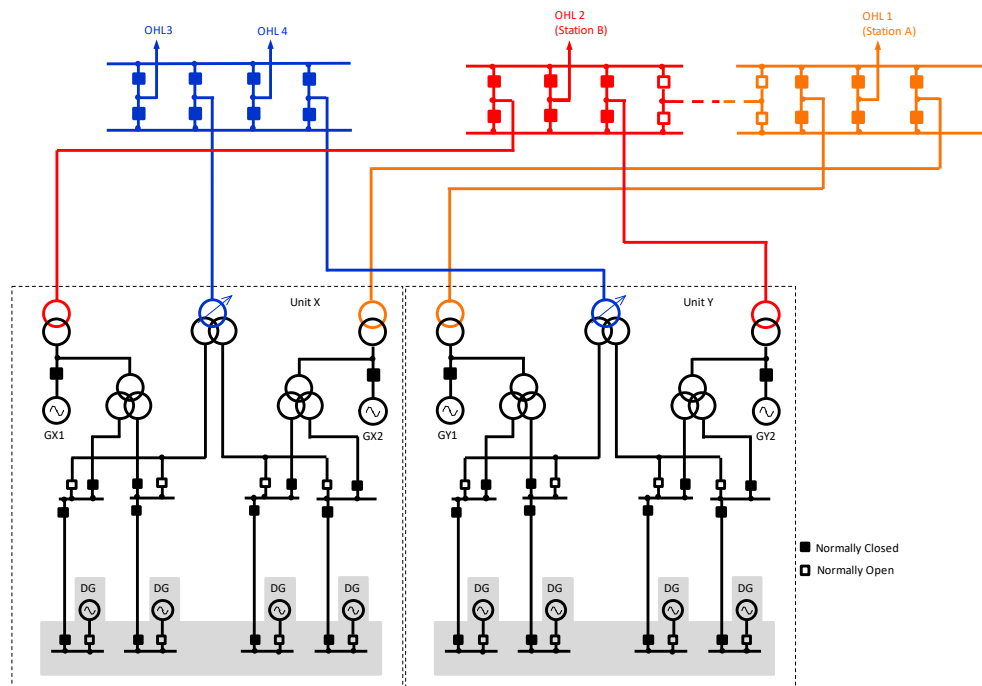 OHL3
OHL 4
OHL 2
(Station B)
OHL 1
(Station A)
Unit X
Unit Y
GX1
GX2
GY1
GY2
Normally Closed
Normally Open
DG
DG
DG
DG
DG
DG
DG
DG